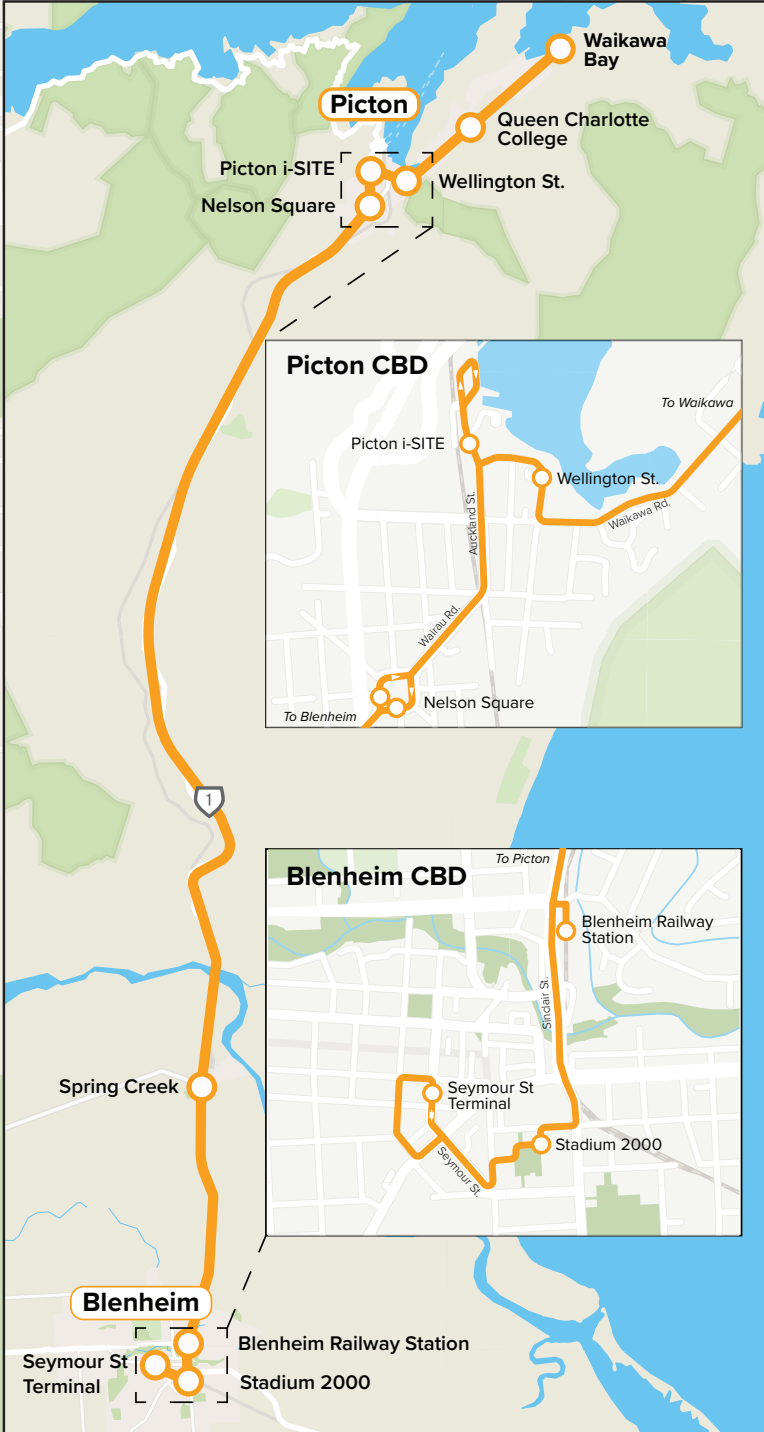 Waikawa
Bay
Picton
Queen Charlotte
College
Picton i-SITE
Wellington St.
Nelson Square
Picton CBD
To Waikawa
Picton i-SITE
Wellington St.
Auckland St.
Waikawa Rd.
Wairau Rd.
Nelson Square
To Blenheim
1
Blenheim CBD
To Picton
Blenheim Railway
Station
Sinclair St.
Spring Creek
Seymour St
Terminal
Stadium 2000
Seymour St.
Blenheim
Blenheim Railway Station
Seymour St
Terminal
Stadium 2000